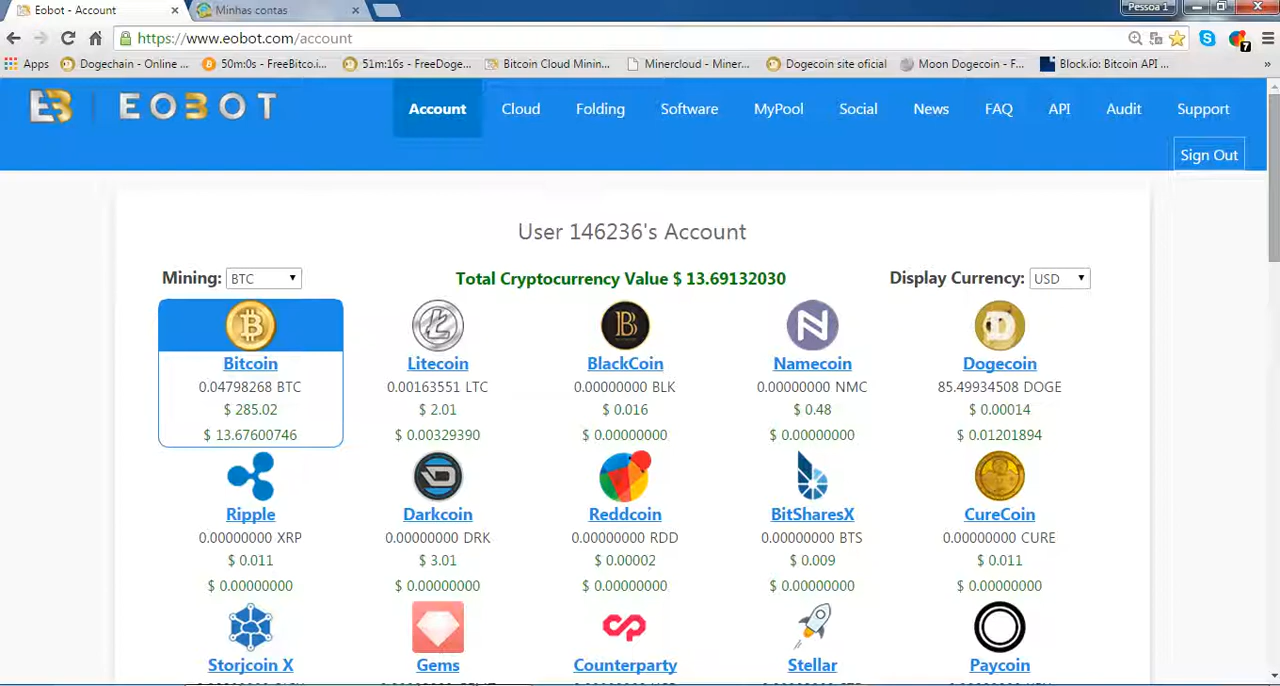 Eobot - Account
Minhas contas
Pessoa 1
https://www.eobot.com/account
7
Apps
Dogechain - Online ...
50m:0s - FreeBitco.i...
51m:16s - FreeDoge...
Bitcoin Cloud Minin...
Minercloud - Miner...
Dogecoin site oficial
Moon Dogecoin - F...
Block.io: Bitcoin API ...
»
EOBOT
Account
Cloud
Folding
Software
MyPool
Social
News
FAQ
API
Audit
Support
Sign Out
User 146236's Account
Mining: BTC
Total Cryptocurrency Value $ 13.69132030
Display Currency: USD
Bitcoin
0.04798268 BTC
$ 285.02
$ 13.67600746
Litecoin
0.00163551 LTC
$ 2.01
$ 0.00329390
BlackCoin
0.00000000 BLK
$ 0.016
$ 0.00000000
Namecoin
0.00000000 NMC
$ 0.48
$ 0.00000000
Dogecoin
85.49934508 DOGE
$ 0.00014
$ 0.01201894
Ripple
0.00000000 XRP
$ 0.011
$ 0.00000000
Darkcoin
0.00000000 DRK
$ 3.01
$ 0.00000000
Reddcoin
0.00000000 RDD
$ 0.00002
$ 0.00000000
BitSharesX
0.00000000 BTS
$ 0.009
$ 0.00000000
CureCoin
0.00000000 CURE
$ 0.011
$ 0.00000000
Storjcoin X
Gems
Counterparty
Stellar
Paycoin